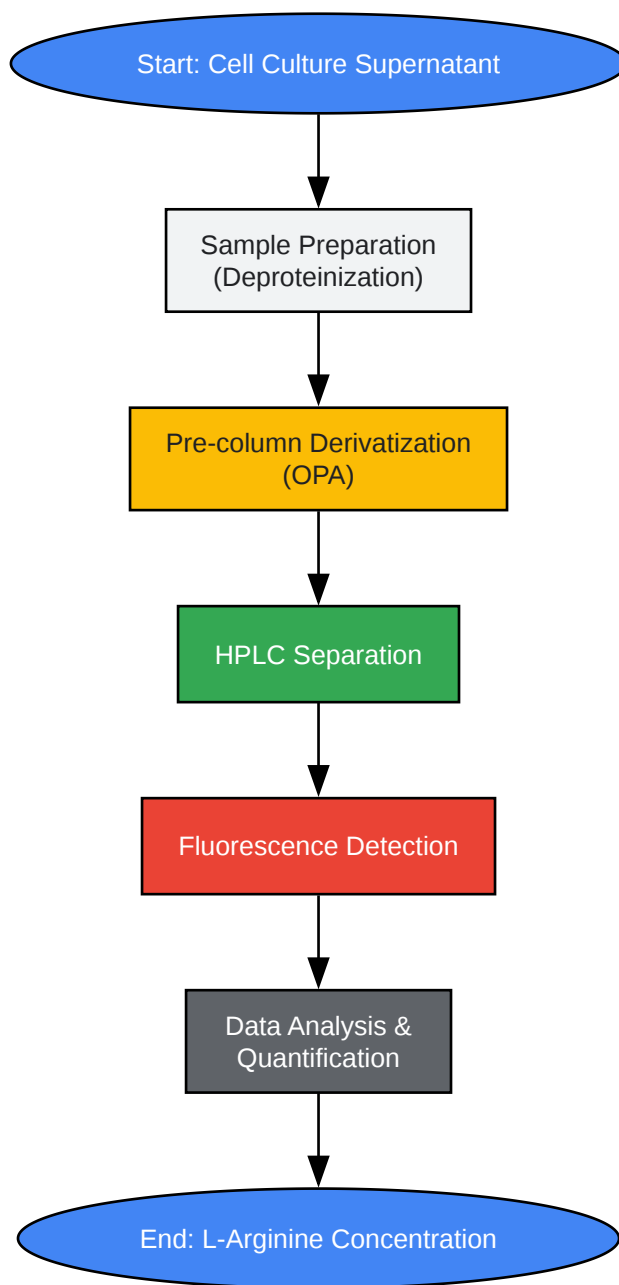 Start: Cell Culture Supernatant
Sample Preparation
(Deproteinization)
Pre-column Derivatization
(OPA)
HPLC Separation
Fluorescence Detection
Data Analysis &
Quantification
End: L-Arginine Concentration